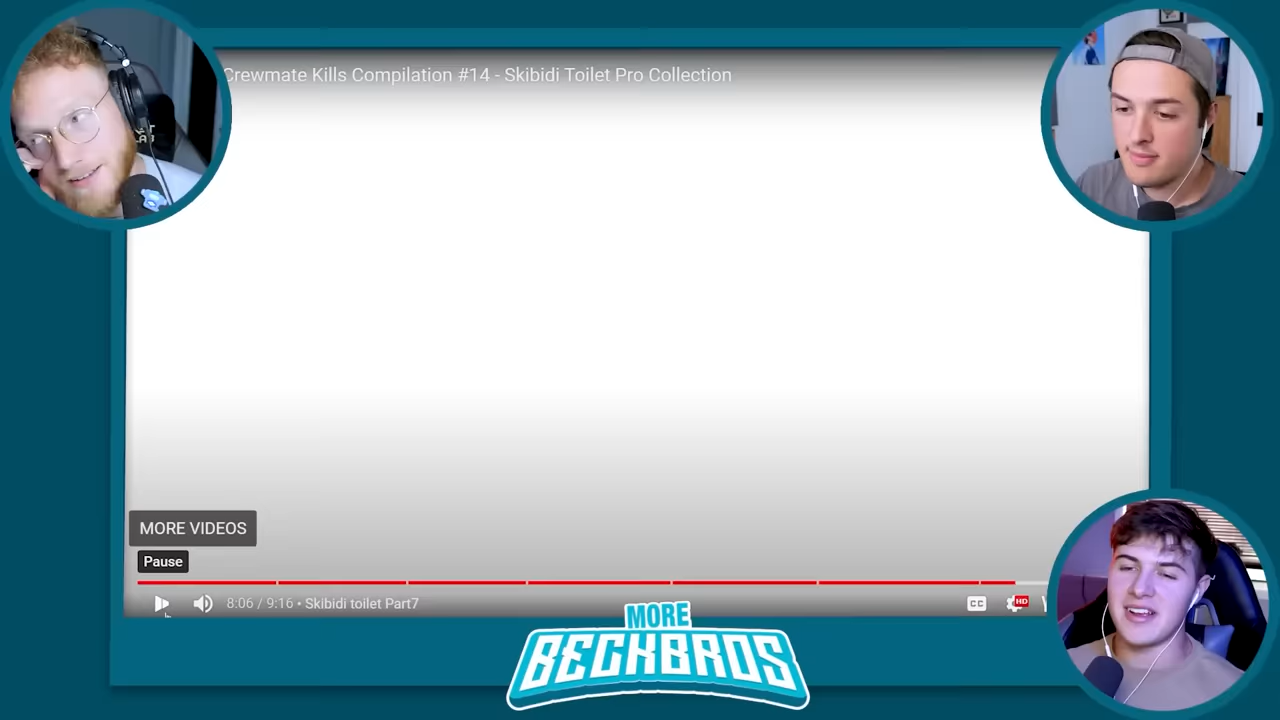 Crewmate Kills Compilation #14 - Skibidi Toilet Pro Collection
MORE VIDEOS
Pause
8:06 / 9:16 • Skibidi toilet Part7
CC
HD
MORE
BECKBROS